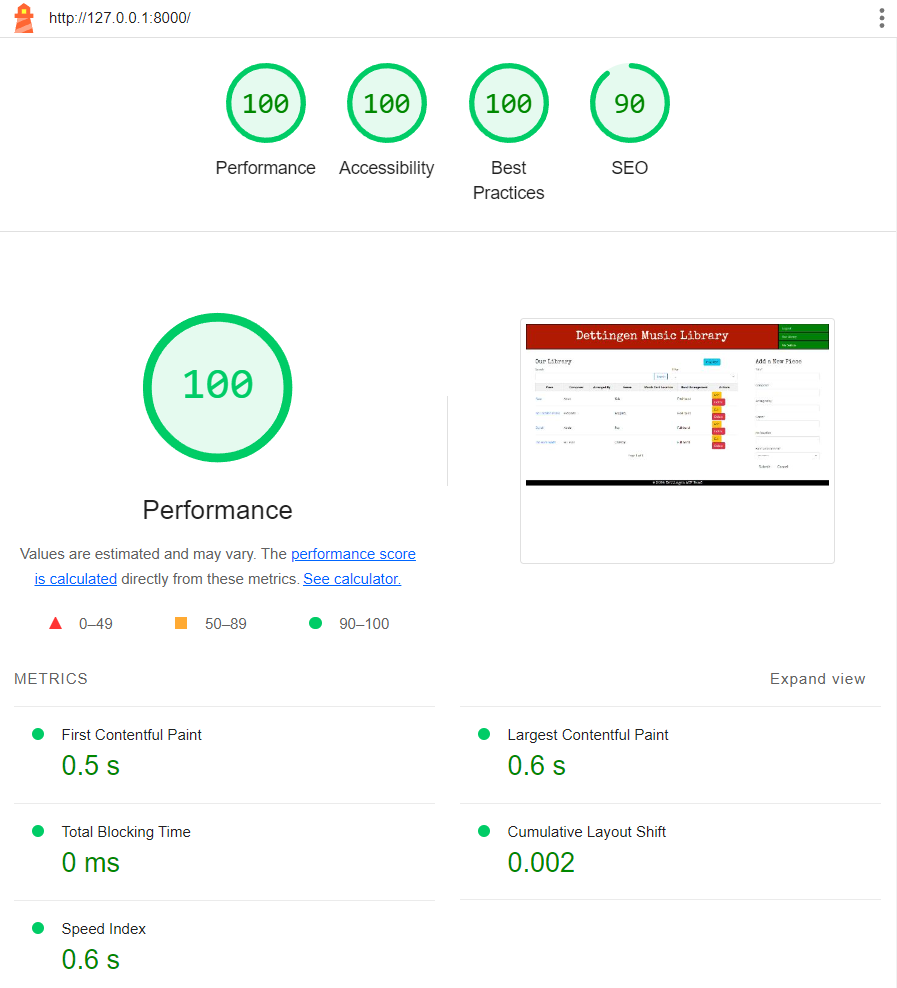 http://127.0.0.1:8000/
100
100
100
90
Performance
Accessibility
Best
Practices
SEO
100
Performance
Values are estimated and may vary. The performance score
is calculated directly from these metrics. See calculator.
0–49
50–89
90–100
Dettingen Music Library
Our Library
Add a New Piece
METRICS
Expand view
First Contentful Paint
0.5 s
Largest Contentful Paint
0.6 s
Total Blocking Time
0 ms
Cumulative Layout Shift
0.002
Speed Index
0.6 s